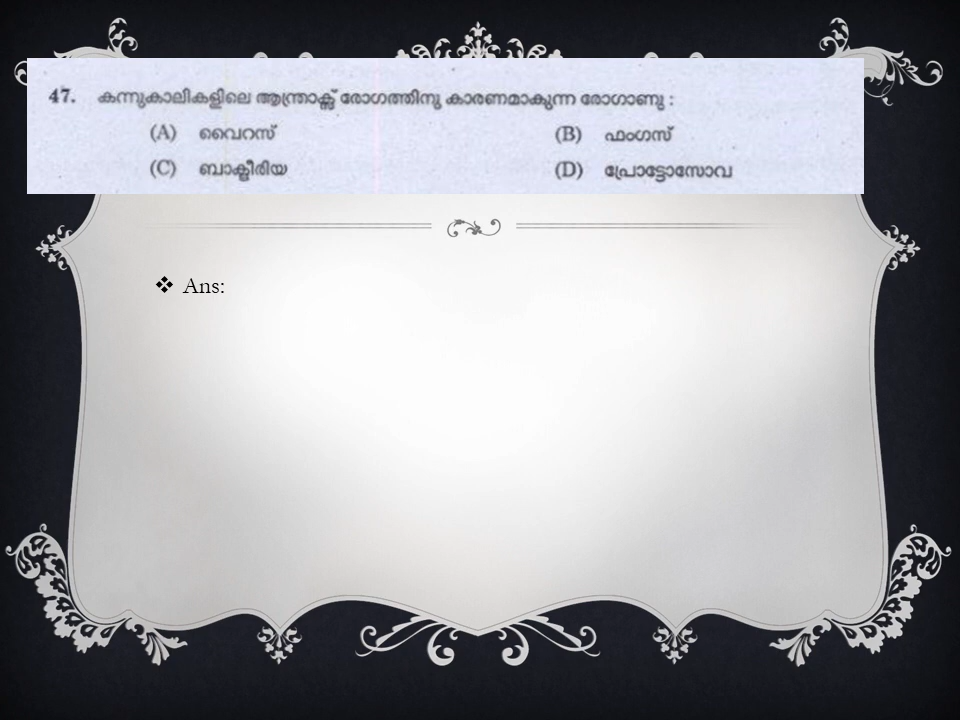 47. കന്നുകാലികളിലെ ആന്ത്രാക്സ് രോഗത്തിനു കാരണമാകുന്ന രോഗാണു :
(A) വൈറസ് (B) ഫംഗസ്
(C) ബാക്ടീരിയ (D) പ്രോട്ടോസോവ
Ans: